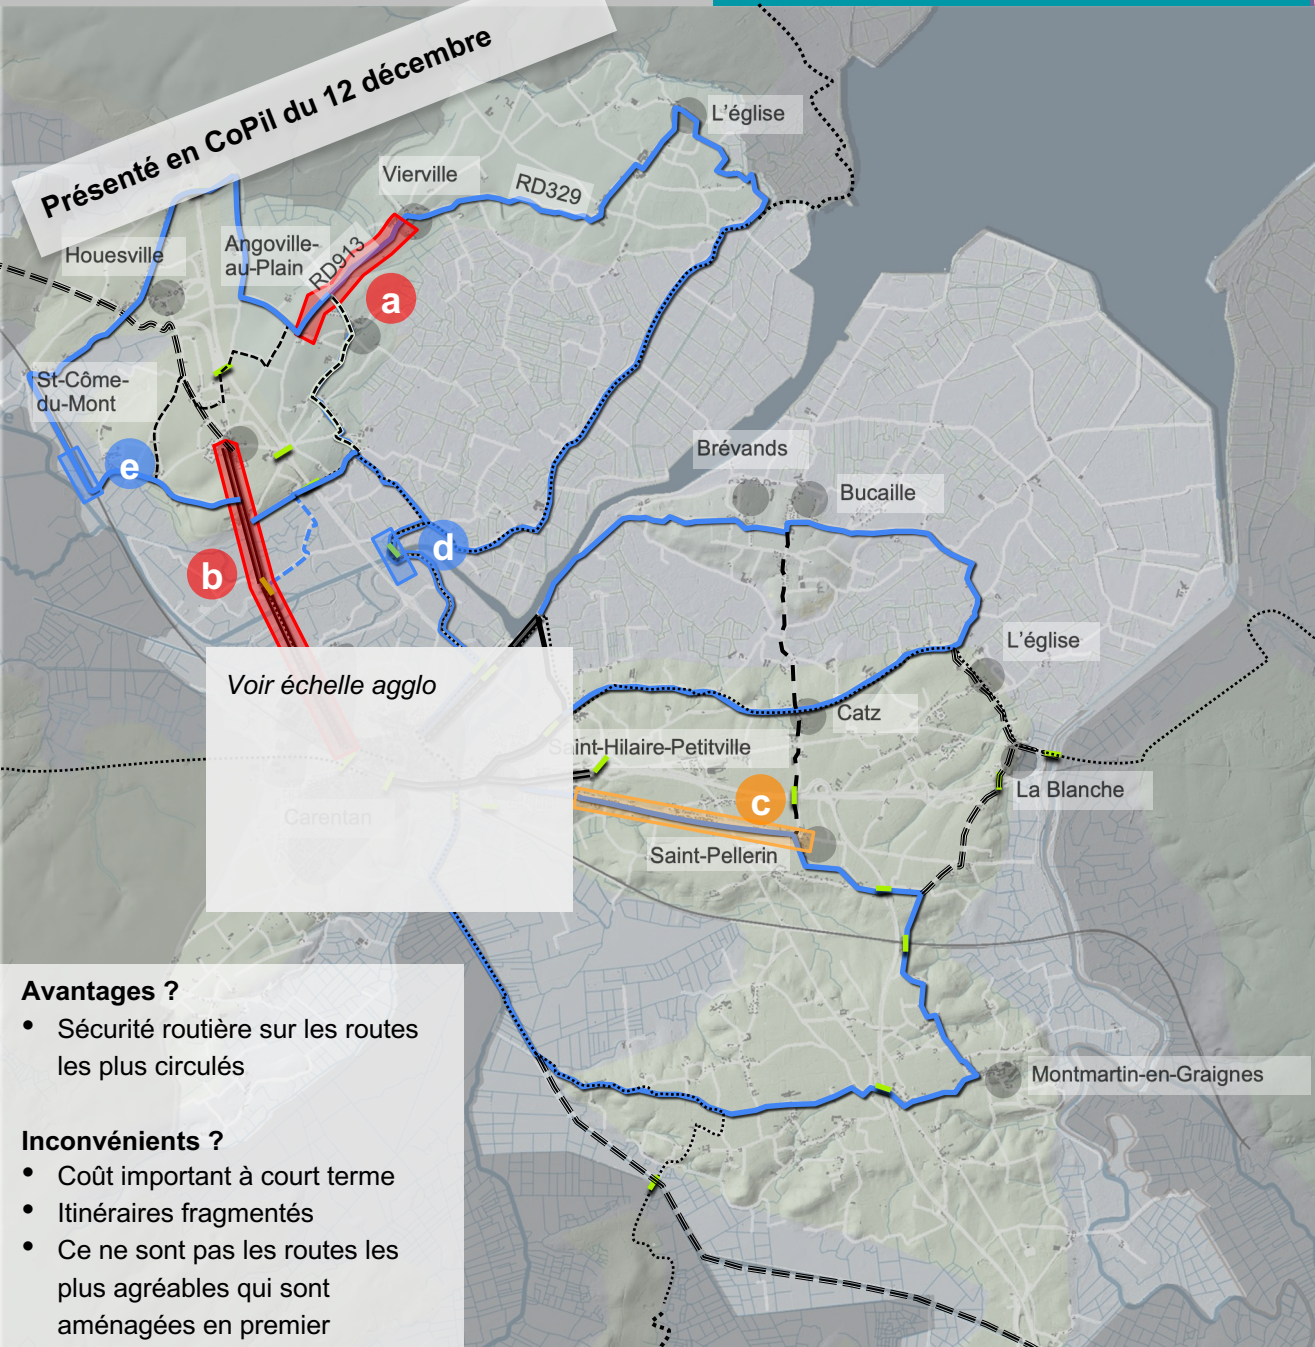 Présenté en CoPil du 12 décembre
L'église
Vierville
RD329
Houesville
Angoville-
au-Plain
RD913
a
St-Côme-
du-Mont
e
Brévands
Bucaille
d
b
L'église
Voir échelle agglo
Catz
Saint-Hilaire-Petitville
La Blanche
c
Carentan
Saint-Pellerin
Avantages ?
• Sécurité routière sur les routes
les plus circulés
Montmartin-en-Graignes
Inconvénients ?
• Coût important à court terme
• Itinéraires fragmentés
• Ce ne sont pas les routes les
plus agréables qui sont
aménagées en premier